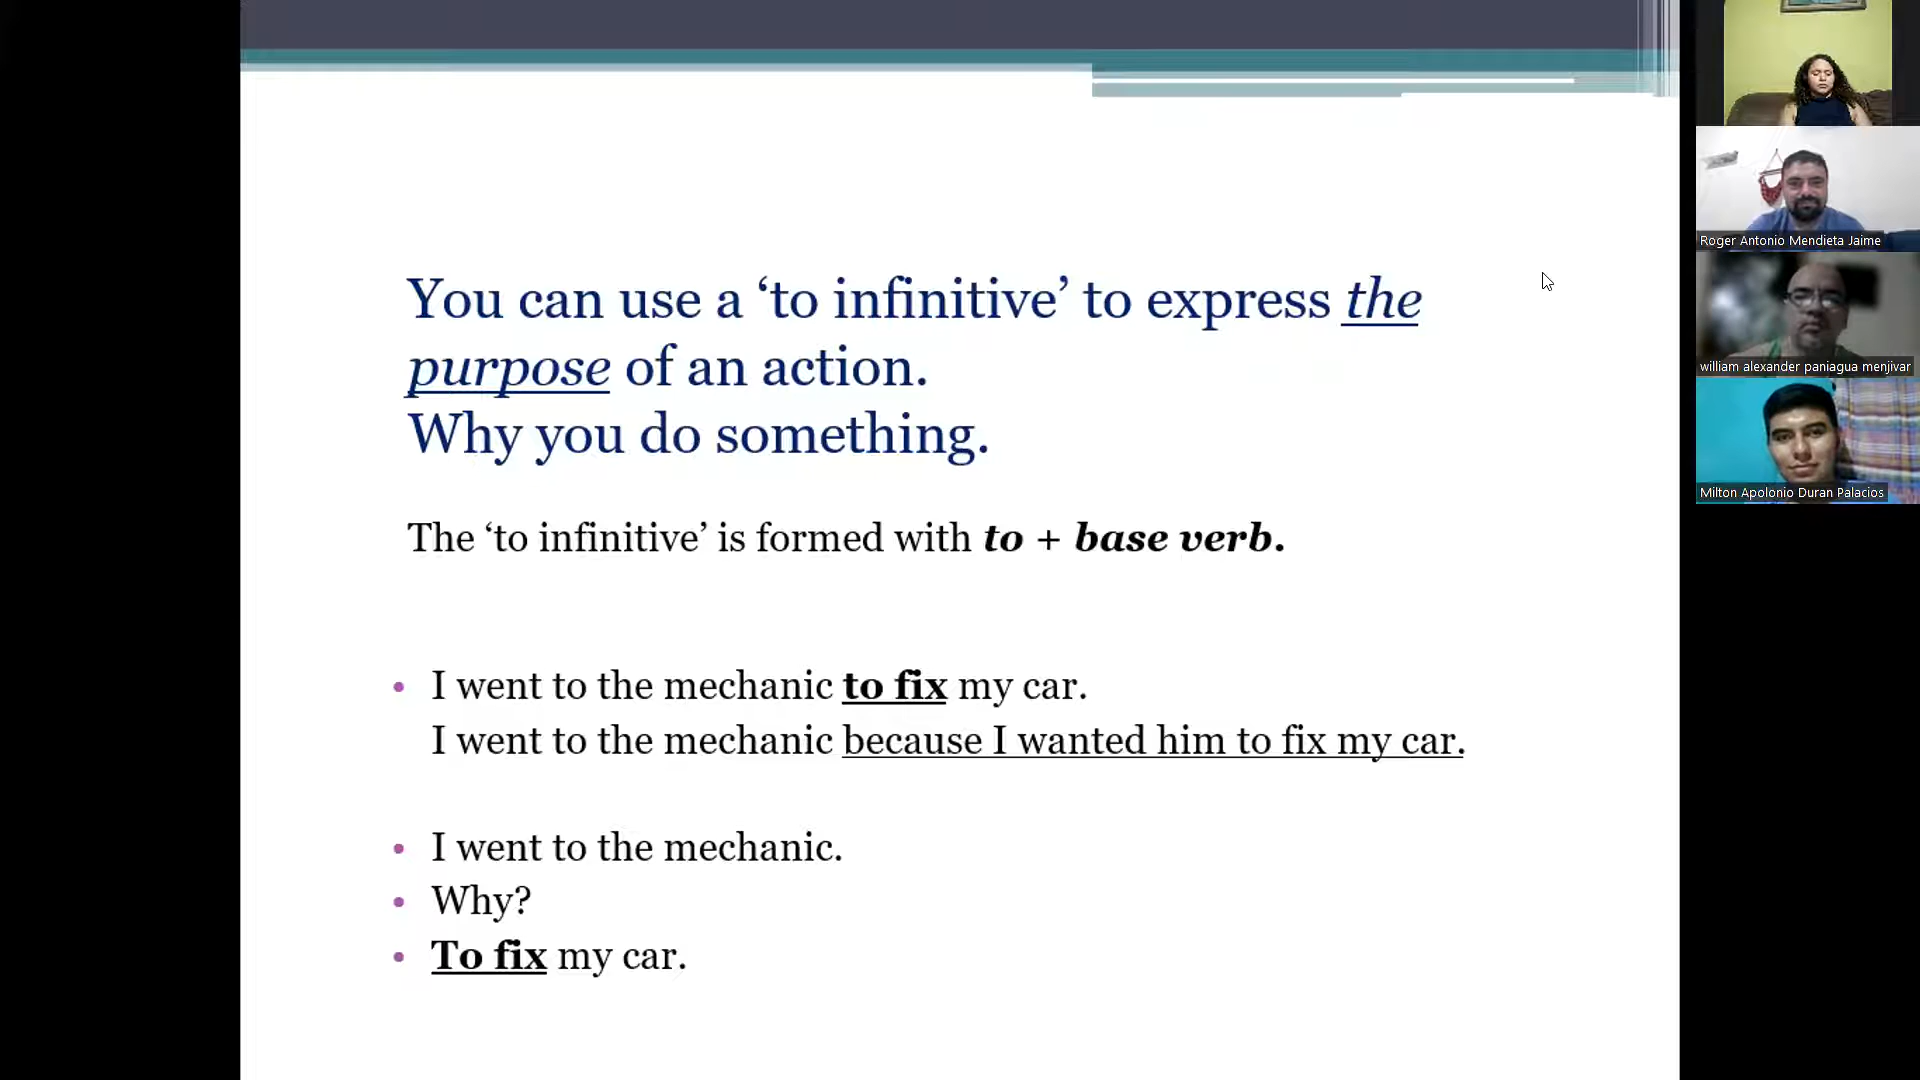 You can use a ‘to infinitive’ to express the
purpose of an action.
Why you do something.
The ‘to infinitive’ is formed with to + base verb.
• I went to the mechanic to fix my car.
I went to the mechanic because I wanted him to fix my car.
• I went to the mechanic.
• Why?
• To fix my car.
Roger Antonio Mendieta Jaime
william alexander paniagua menjivar
Milton Apolonio Duran Palacios